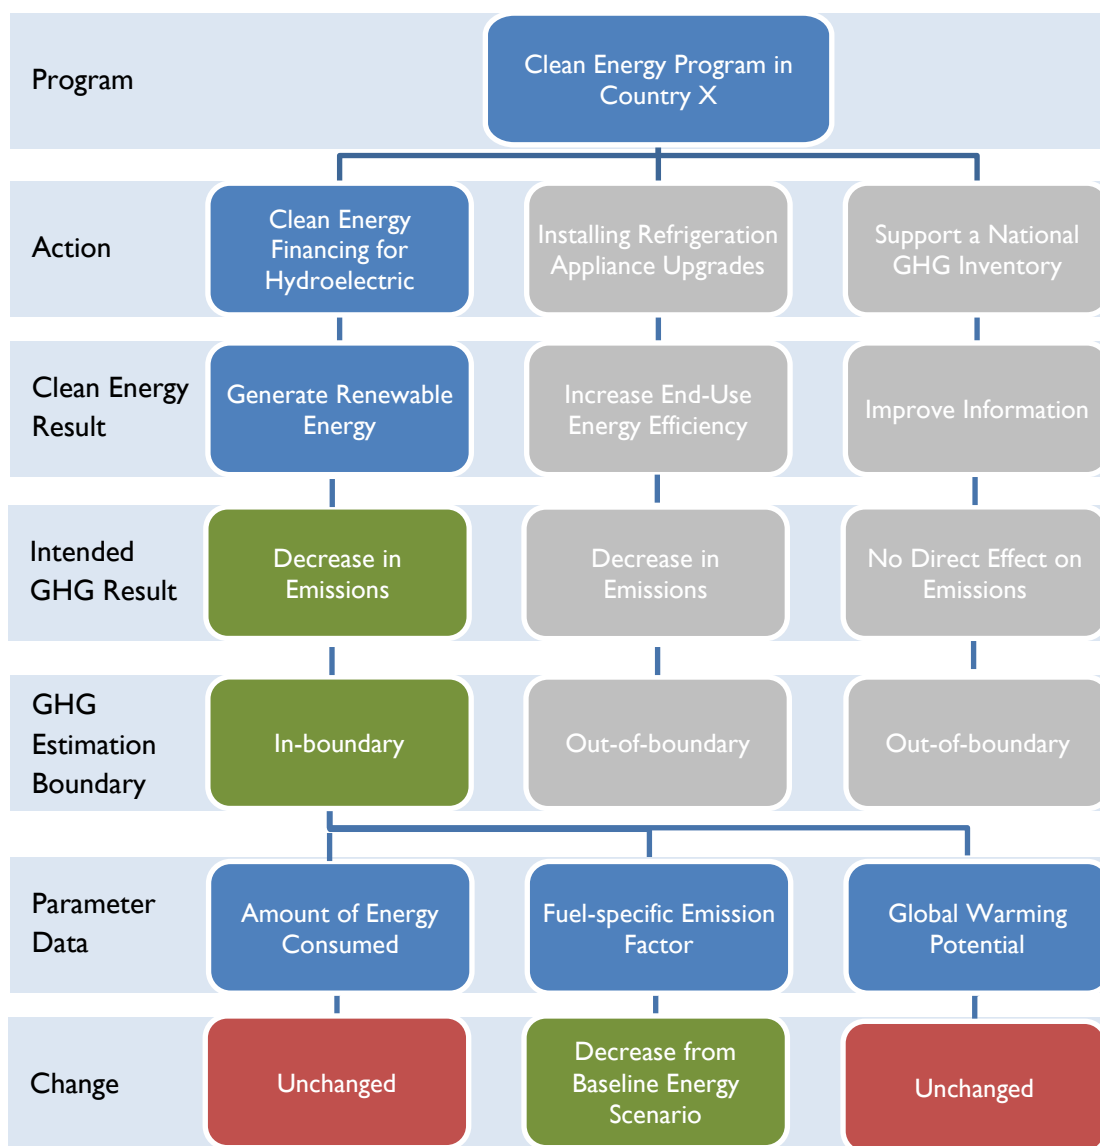 Program
Clean Energy Program in
Country X
Action
Clean Energy
Financing for
Hydroelectric
Installing Refrigeration
Appliance Upgrades
Support a National
GHG Inventory
Clean Energy
Result
Generate Renewable
Energy
Increase End-Use
Energy Efficiency
Improve Information
Intended
GHG Result
Decrease in
Emissions
Decrease in
Emissions
No Direct Effect on
Emissions
GHG
Estimation
Boundary
In-boundary
Out-of-boundary
Out-of-boundary
Parameter
Data
Amount of Energy
Consumed
Fuel-specific Emission
Factor
Global Warming
Potential
Change
Unchanged
Decrease from
Baseline Energy
Scenario
Unchanged